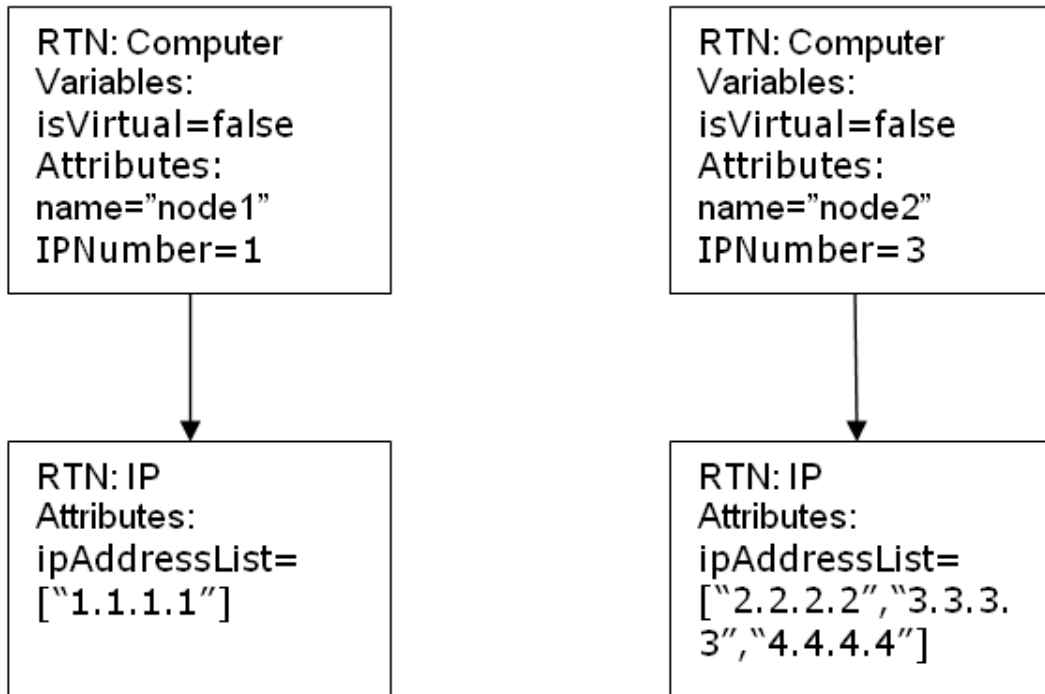 RTN: Computer
Variables:
isVirtual=false
Attributes:
name=”node1”
IPNumber=1
RTN: Computer
Variables:
isVirtual=false
Attributes:
name=”node2”
IPNumber=3
RTN: IP
Attributes:
ipAddressList=
[“1.1.1.1”]
RTN: IP
Attributes:
ipAddressList=
[“2.2.2.2”,“3.3.3.
3”,“4.4.4.4”]